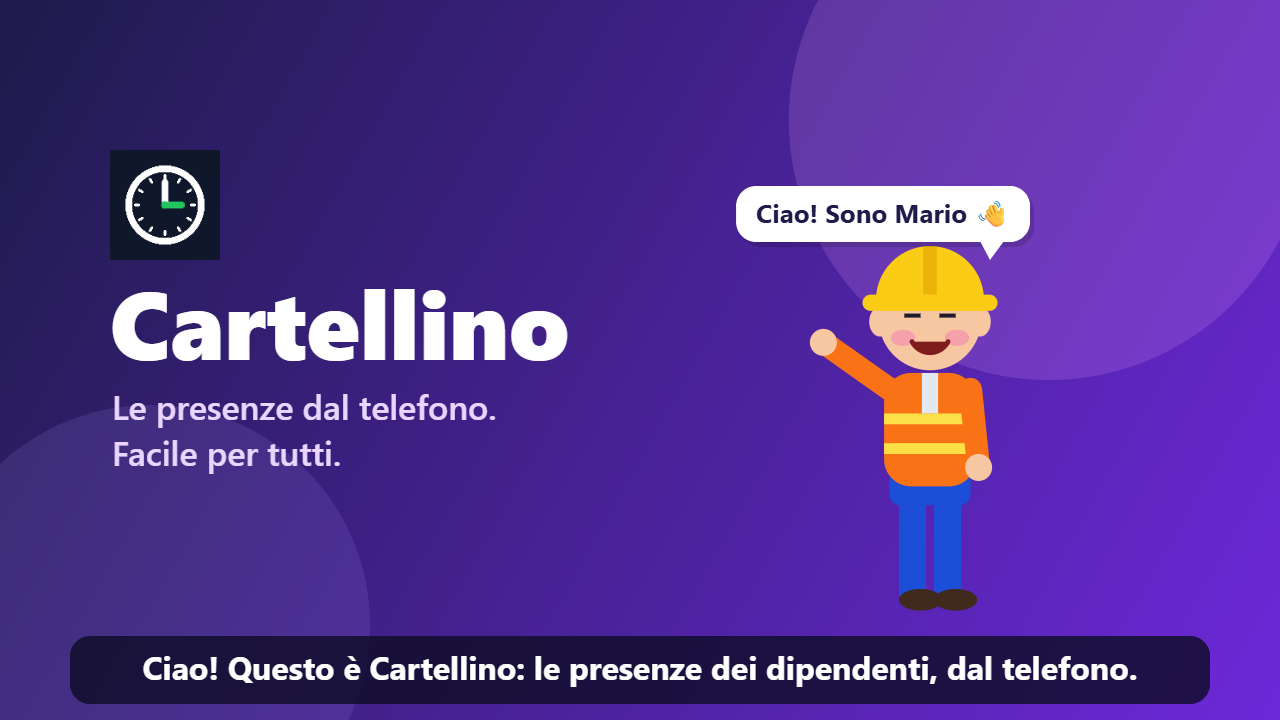 Cartellino
Le presenze dal telefono.
Facile per tutti.
Ciao! Sono Mario 👋
Ciao! Questo è Cartellino: le presenze dei dipendenti, dal telefono.